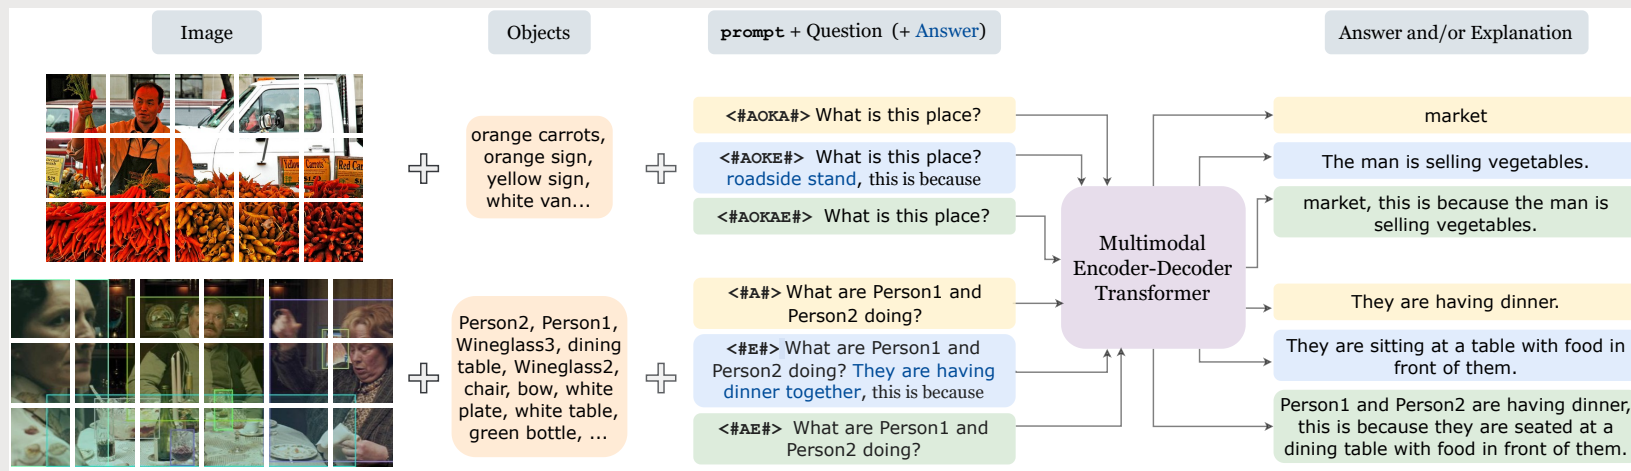 Image
Objects
prompt + Question (+ Answer)
Answer and/or Explanation
orange carrots,
orange sign,
yellow sign,
white van...
<#AOKA#> What is this place?
<#AOKE#> What is this place?
roadside stand, this is because
<#AOKAE#> What is this place?
Multimodal
Encoder-Decoder
Transformer
market
The man is selling vegetables.
market, this is because the man is
selling vegetables.
Person2, Person1,
Wineglass3, dining
table, Wineglass2,
chair, bow, white
plate, white table,
green bottle, ...
<#A#> What are Person1 and
Person2 doing?
<#E#> What are Person1 and
Person2 doing? They are having
dinner together, this is because
<#AE#> What are Person1 and
Person2 doing?
They are having dinner.
They are sitting at a table with food in
front of them.
Person1 and Person2 are having dinner,
this is because they are seated at a
dining table with food in front of them.